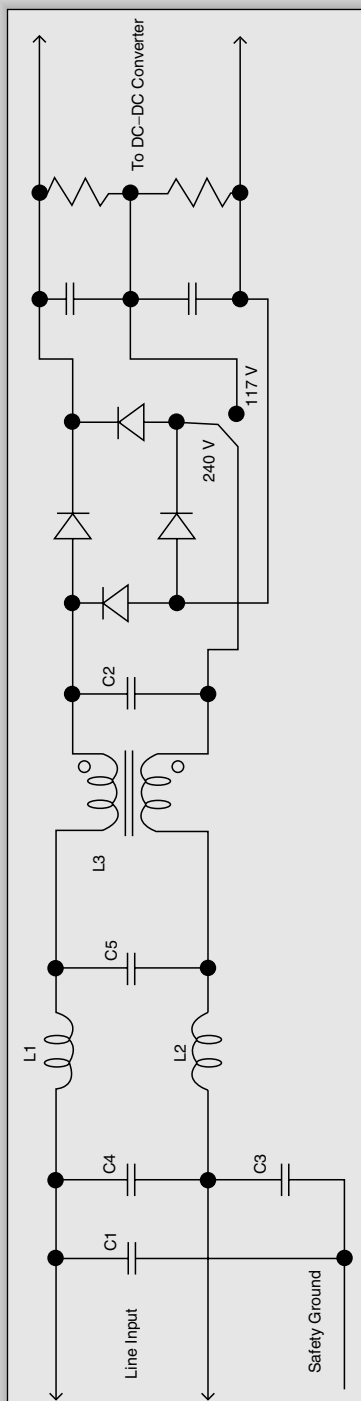 To DC–DC Converter
117 V
240 V
C2
L3
C5
L1
L2
C4
C3
C1
Line Input
Safety Ground